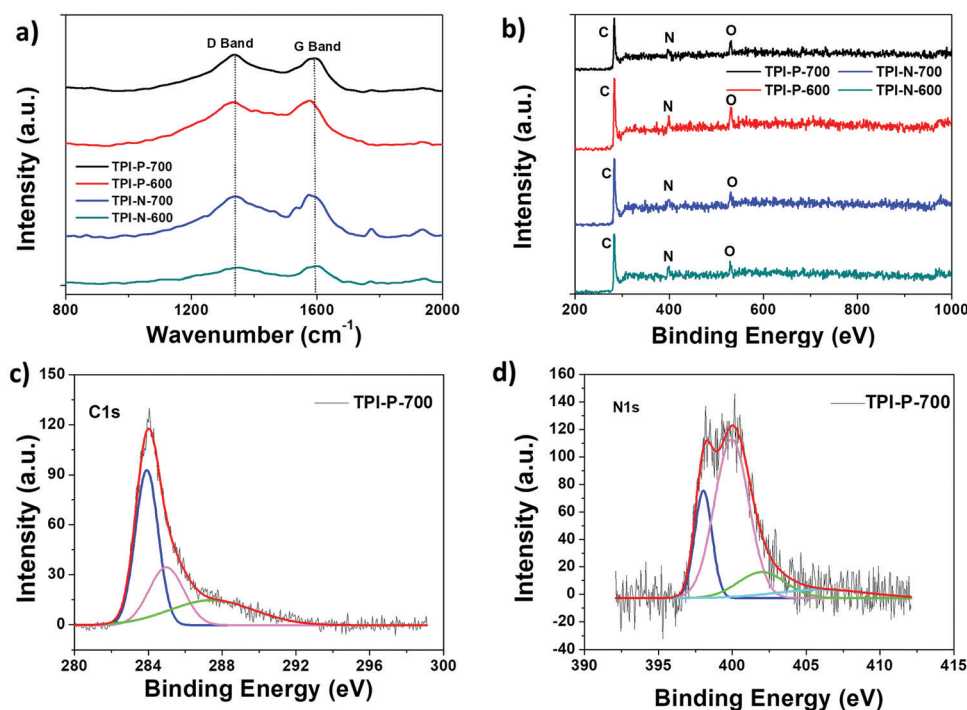 a)
D Band
G Band
TPI-P-700
TPI-P-600
TPI-N-700
TPI-N-600
Intensity (a.u.)
800 1200 1600 2000
Wavenumber (cm-1)
b)
C N O
TPI-P-700 TPI-N-700
TPI-P-600 TPI-N-600
C N O
C N O
C N O
Intensity (a.u.)
200 300 400 500 600 700 800 900 1000
Binding Energy (eV)
c)
150
120
90
60
30
0
C1s
TPI-P-700
Intensity (a.u.)
280 284 288 292 296 300
Binding Energy (eV)
d)
160
140
120
100
80
60
40
20
0
-20
-40
N1s
TPI-P-700
Intensity (a.u.)
390 395 400 405 410 415
Binding Energy (eV)